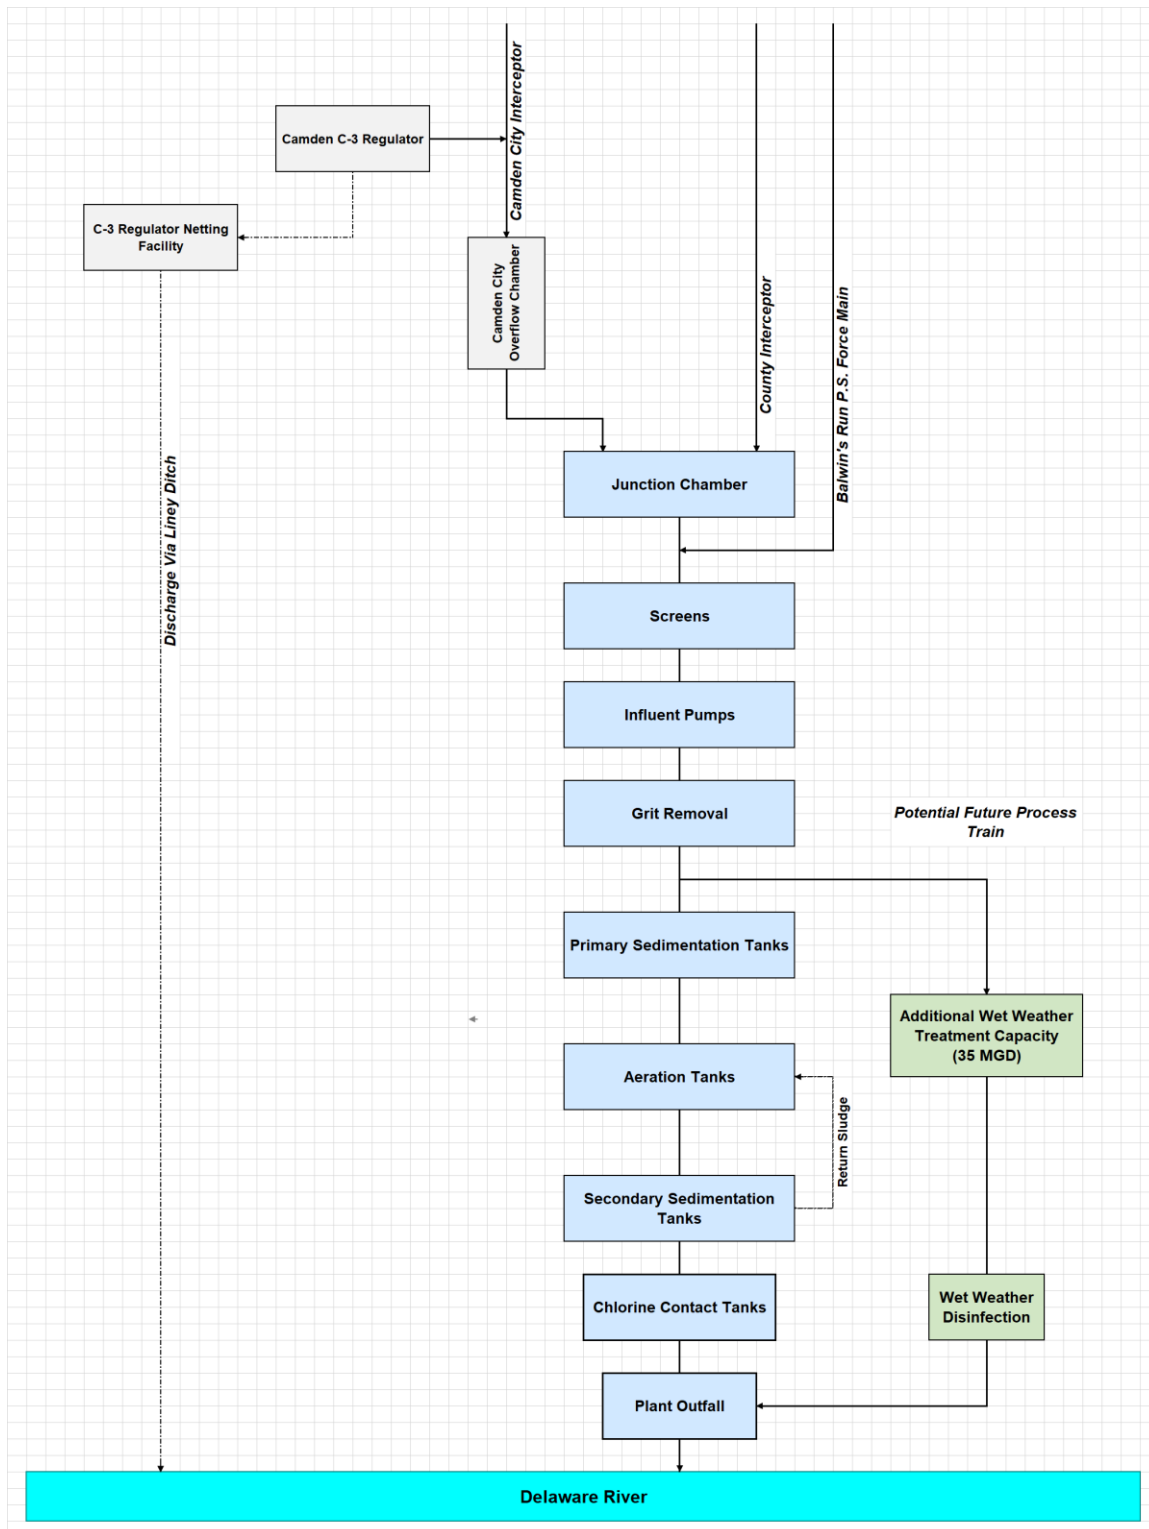 Camden City Interceptor
Camden C-3 Regulator
C-3 Regulator Netting
Facility
Camden City
Overflow Chamber
County Interceptor
Balwin's Run P.S. Force Main
Discharge Via Liney Ditch
Junction Chamber
Screens
Influent Pumps
Grit Removal
Potential Future Process
Train
Primary Sedimentation Tanks
Additional Wet Weather
Treatment Capacity
(35 MGD)
Aeration Tanks
Return Sludge
Secondary Sedimentation
Tanks
Chlorine Contact Tanks
Wet Weather
Disinfection
Plant Outfall
Delaware River